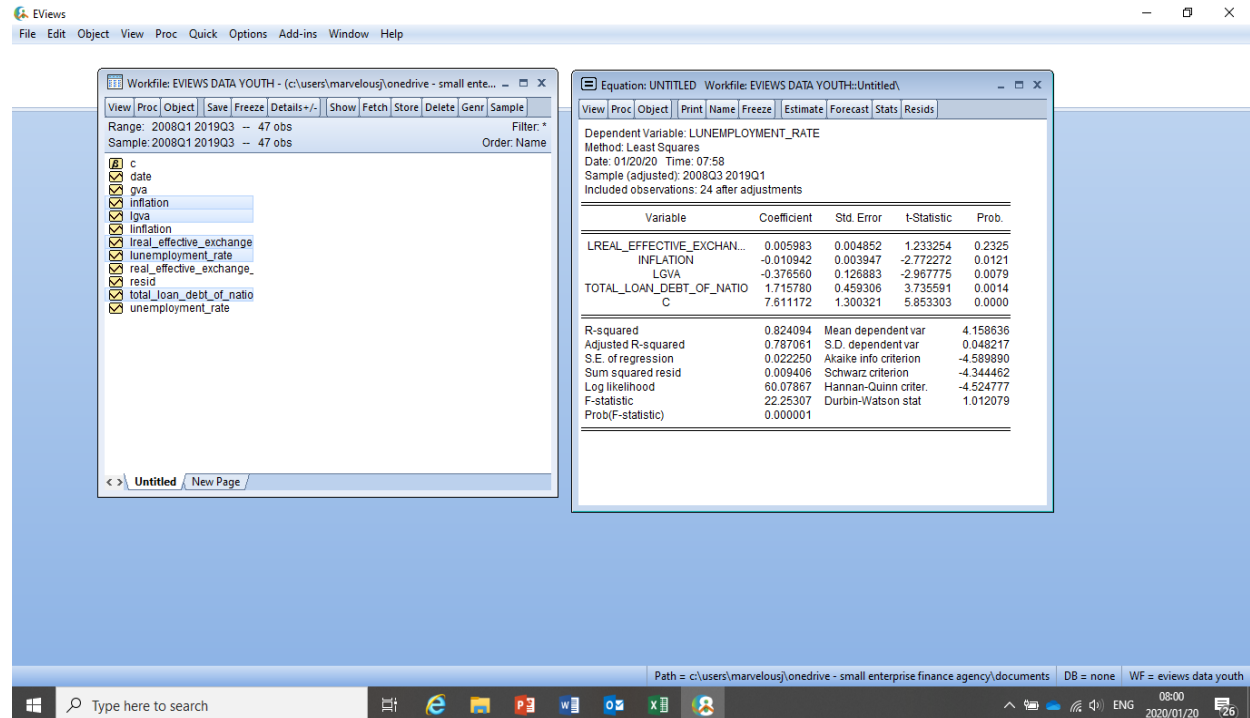 EViews
File Edit Object View Proc Quick Options Add-ins Window Help
Workfile: EVIEWS DATA YOUTH - (c:\users\marvelousj\onedrive - small ente...
View Proc Object Save Freeze Details+/- Show Fetch Store Delete Genr Sample
Range: 2008Q1 2019Q3 -- 47 obs Filter: *
Sample: 2008Q1 2019Q3 -- 47 obs Order: Name
c
date
gva
inflation
lgva
linflation
lreal_effective_exchange
lunemployment_rate
real_effective_exchange_
resid
total_loan_debt_of_natio
unemployment_rate
< > Untitled New Page
Equation: UNTITLED Workfile: EVIEWS DATA YOUTH::Untitled\
View Proc Object Print Name Freeze Estimate Forecast Stats Resids
Dependent Variable: LUNEMPLOYMENT_RATE
Method: Least Squares
Date: 01/20/20 Time: 07:58
Sample (adjusted): 2008Q3 2019Q1
Included observations: 24 after adjustments
Variable Coefficient Std. Error t-Statistic Prob.
LREAL_EFFECTIVE_EXCHAN... 0.005983 0.004852 1.233254 0.2325
INFLATION -0.010942 0.003947 -2.772272 0.0121
LGVA -0.376560 0.126883 -2.967775 0.0079
TOTAL_LOAN_DEBT_OF_NATIO 1.715780 0.459306 3.735591 0.0014
C 7.611172 1.300321 5.853303 0.0000
R-squared 0.824094 Mean dependent var 4.158636
Adjusted R-squared 0.787061 S.D. dependent var 0.048217
S.E. of regression 0.022250 Akaike info criterion -4.589890
Sum squared resid 0.009406 Schwarz criterion -4.344462
Log likelihood 60.07867 Hannan-Quinn criter. -4.524777
F-statistic 22.25307 Durbin-Watson stat 1.012079
Prob(F-statistic) 0.000001
Path = c:\users\marvelousj\onedrive - small enterprise finance agency\documents DB = none WF = eviews data youth
Type here to search
ENG
08:00
2020/01/20
26